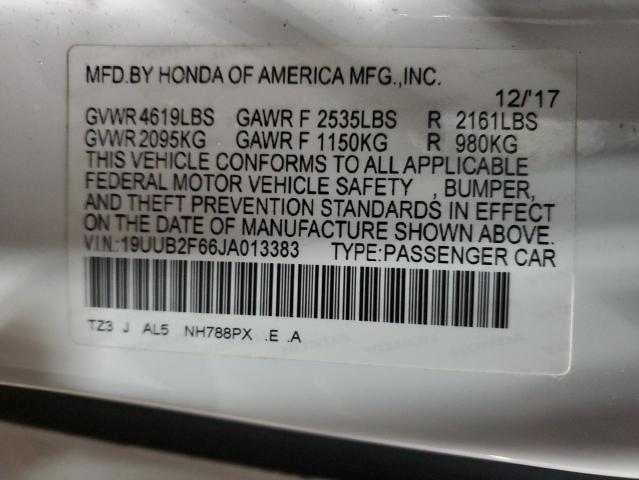 MFD.BY HONDA OF AMERICA MFG.,INC.
12/'17
GVWR 4619LBS GAWR F 2535LBS R 2161LBS
GVWR 2095KG GAWR F 1150KG R 980KG
THIS VEHICLE CONFORMS TO ALL APPLICABLE
FEDERAL MOTOR VEHICLE SAFETY , BUMPER,
AND THEFT PREVENTION STANDARDS IN EFFECT
ON THE DATE OF MANUFACTURE SHOWN ABOVE.
V.I.N.:19UUB2F66JA013383 TYPE:PASSENGER CAR
TZ3 J AL5 NH788PX .E .A